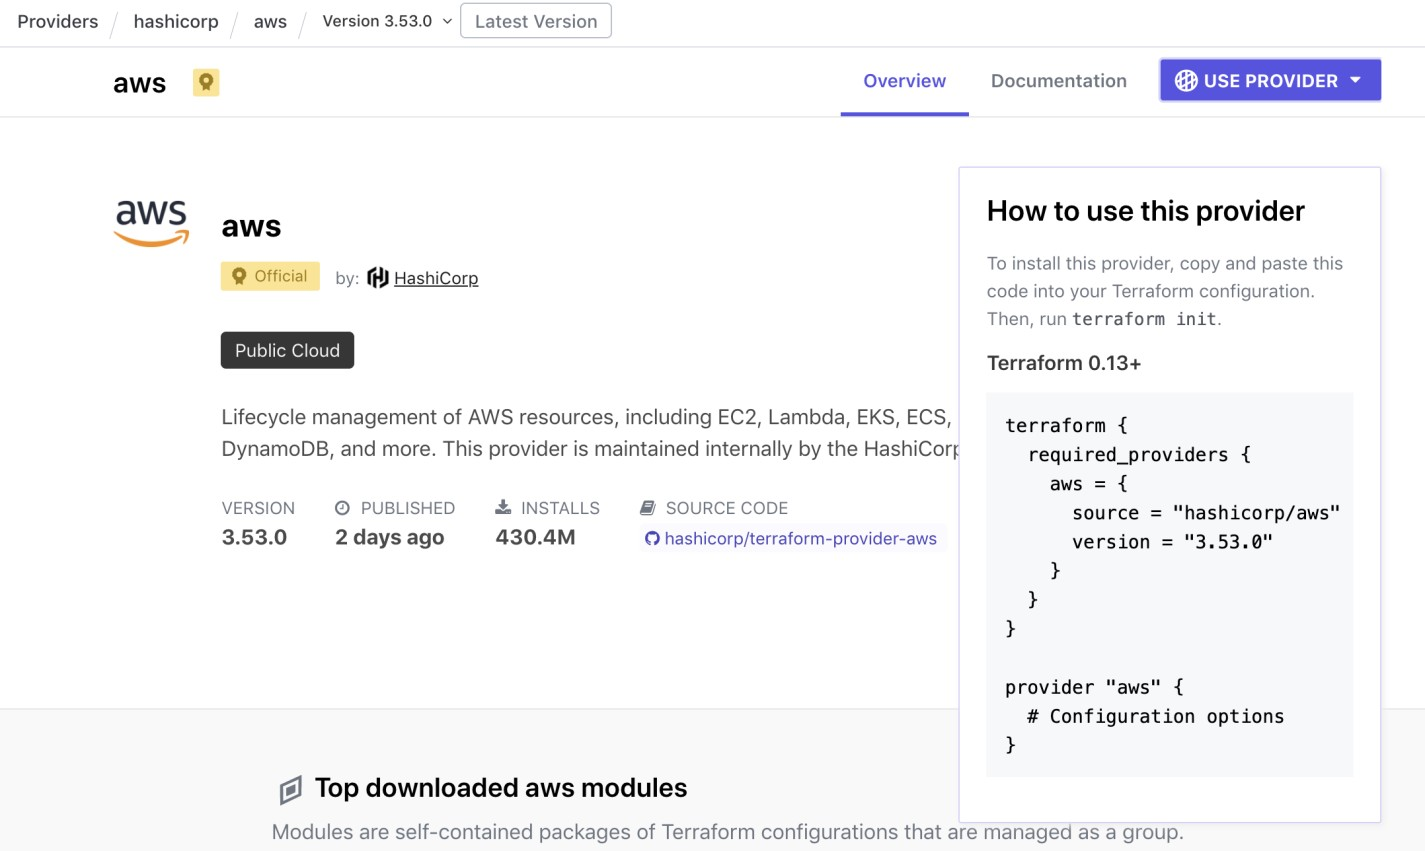 Providers / hashicorp / aws / Version 3.53.0 Latest Version
aws
Overview Documentation USE PROVIDER
aws
aws
Official by: HashiCorp
Public Cloud
Lifecycle management of AWS resources, including EC2, Lambda, EKS, ECS,
DynamoDB, and more. This provider is maintained internally by the HashiCorp
VERSION PUBLISHED INSTALLS SOURCE CODE
3.53.0 2 days ago 430.4M hashicorp/terraform-provider-aws
How to use this provider
To install this provider, copy and paste this
code into your Terraform configuration.
Then, run terraform init.
Terraform 0.13+
terraform {
  required_providers {
    aws = {
      source = "hashicorp/aws"
      version = "3.53.0"
    }
  }
}
provider "aws" {
  # Configuration options
}
Top downloaded aws modules
Modules are self-contained packages of Terraform configurations that are managed as a group.